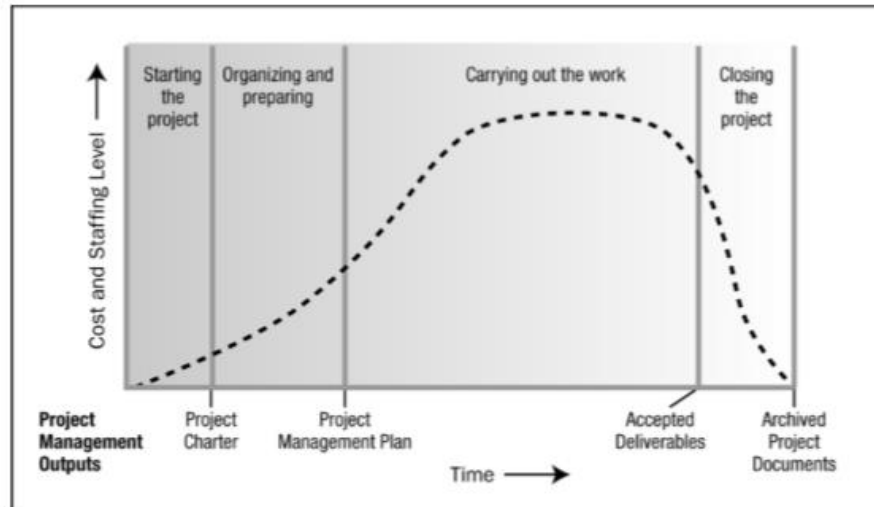 Starting
the
project
Organizing and
preparing
Carrying out the work
Closing
the
project
Cost and Staffing Level
Project
Management
Outputs
Project
Charter
Project
Management Plan
Accepted
Deliverables
Archived
Project
Documents
Time